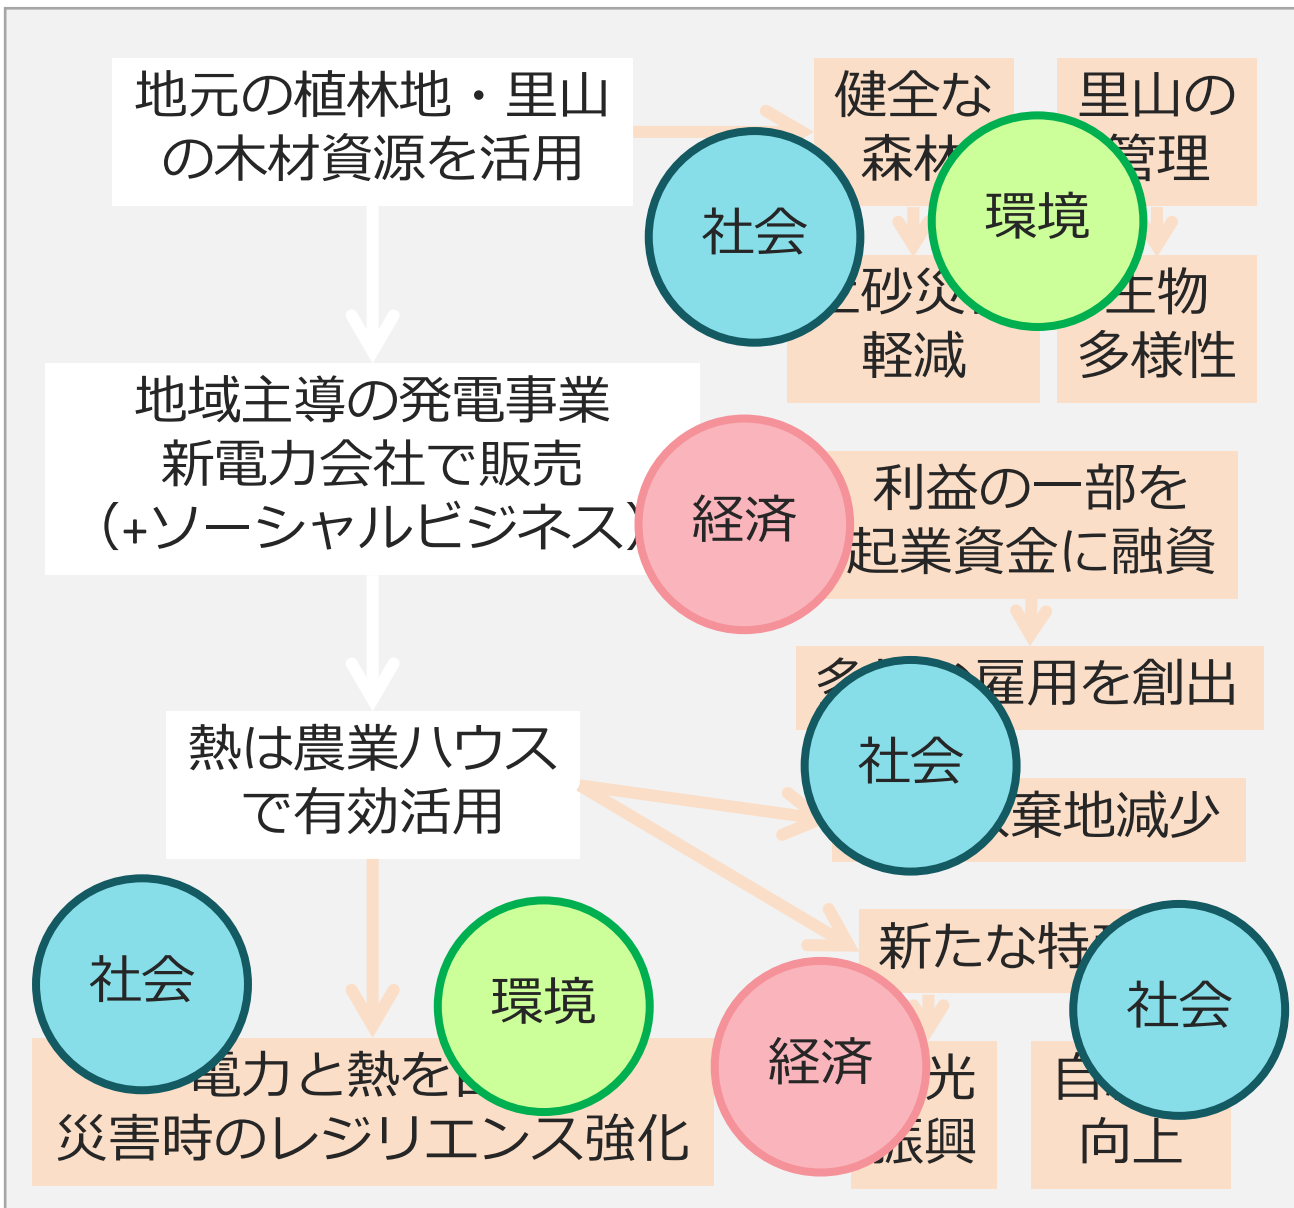 地元の植林地・里山
の木材資源を活用
健全な
森林
里山の
管理
社会
環境
砂災
軽減
生物
多様性
地域主導の発電事業
新電力会社で販売
（+ソーシャルビジネス）
経済
利益の一部を
起業資金に融資
雇用を創出
社会
棄地減少
熱は農業ハウス
で有効活用
新たな特
社会
環境
経済
社会
電力と熱を
災害時のレジリエンス強化
光
振興
向上